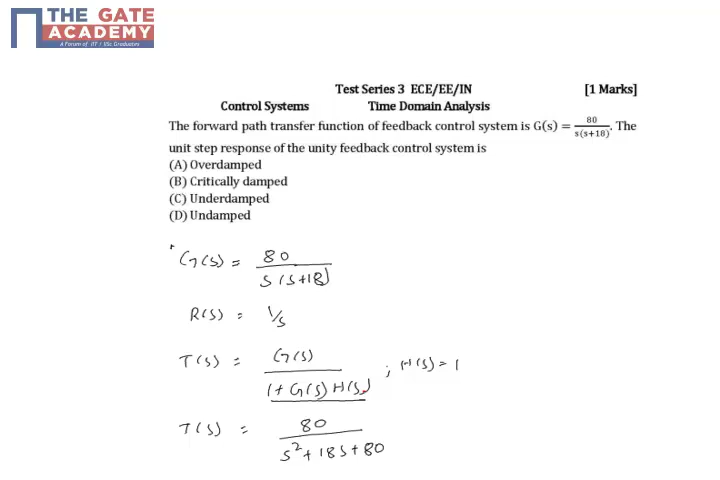 THE GATE
ACADEMY
A Forum of IIT / IISc Graduates
Test Series 3 ECE/EE/IN [1 Marks]
Control Systems Time Domain Analysis
The forward path transfer function of feedback control system is G(s) = 80/s(s+18). The
unit step response of the unity feedback control system is
(A) Overdamped
(B) Critically damped
(C) Underdamped
(D) Undamped
G(s) = 80/s(s+18)
R(s) = 1/s
T(s) = G(s)/1+G(s)H(s) ; H(s) = 1
T(s) = 80/s²+18s+80